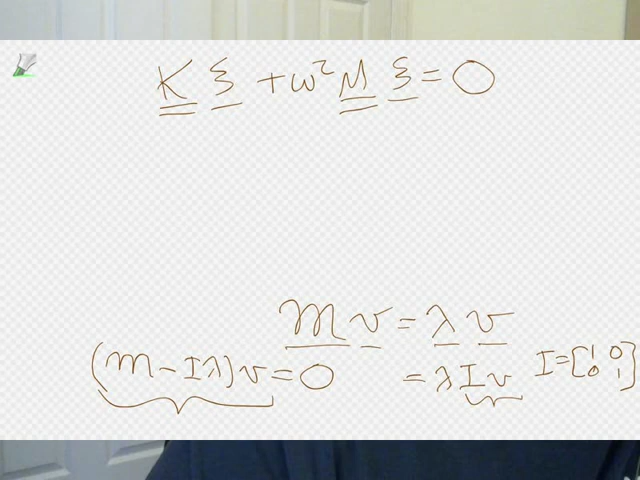 K ξ + ω² M ξ = 0
m v = λ v
(m - Iλ) v = 0 = λ I v I = [1 0
0 1]